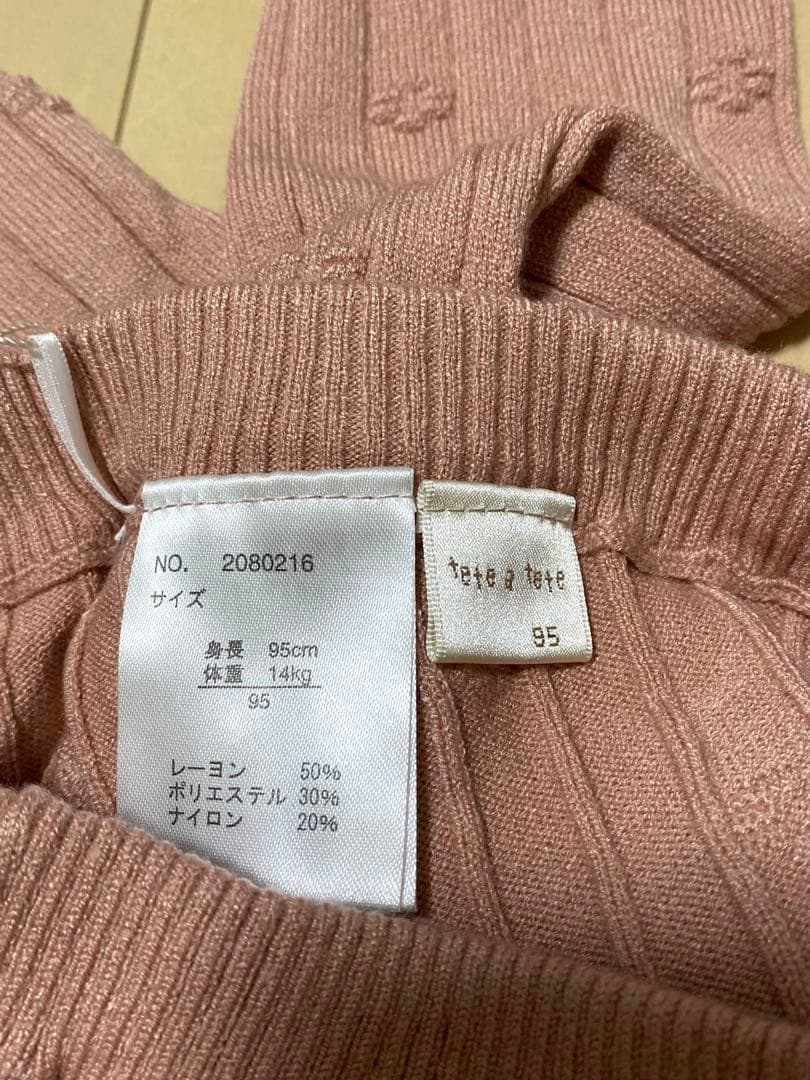 NO. 2080216
サイズ
身長 95cm
体重 14kg
95
レーヨン 50%
ポリエステル 30%
ナイロン 20%
tete a tete
95